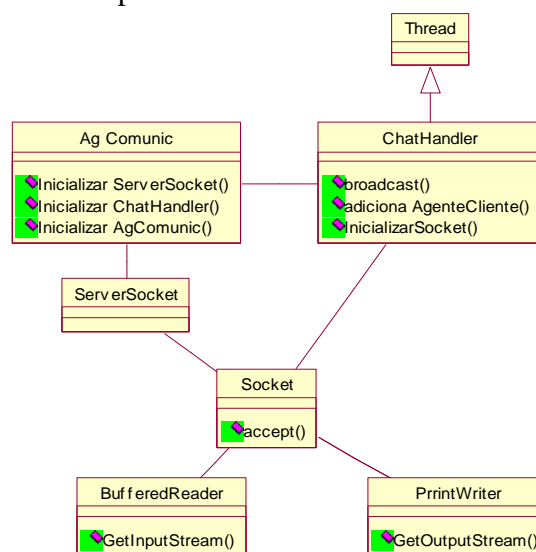 Thread
Ag Comunic
Inicializar ServerSocket()
Inicializar ChatHandler()
Inicializar AgComunic()
ChatHandler
broadcast()
adiciona AgenteCliente()
InicializarSocket()
ServerSocket
Socket
accept()
BufferedReader
GetInputStream()
PrrintWriter
GetOutputStream()